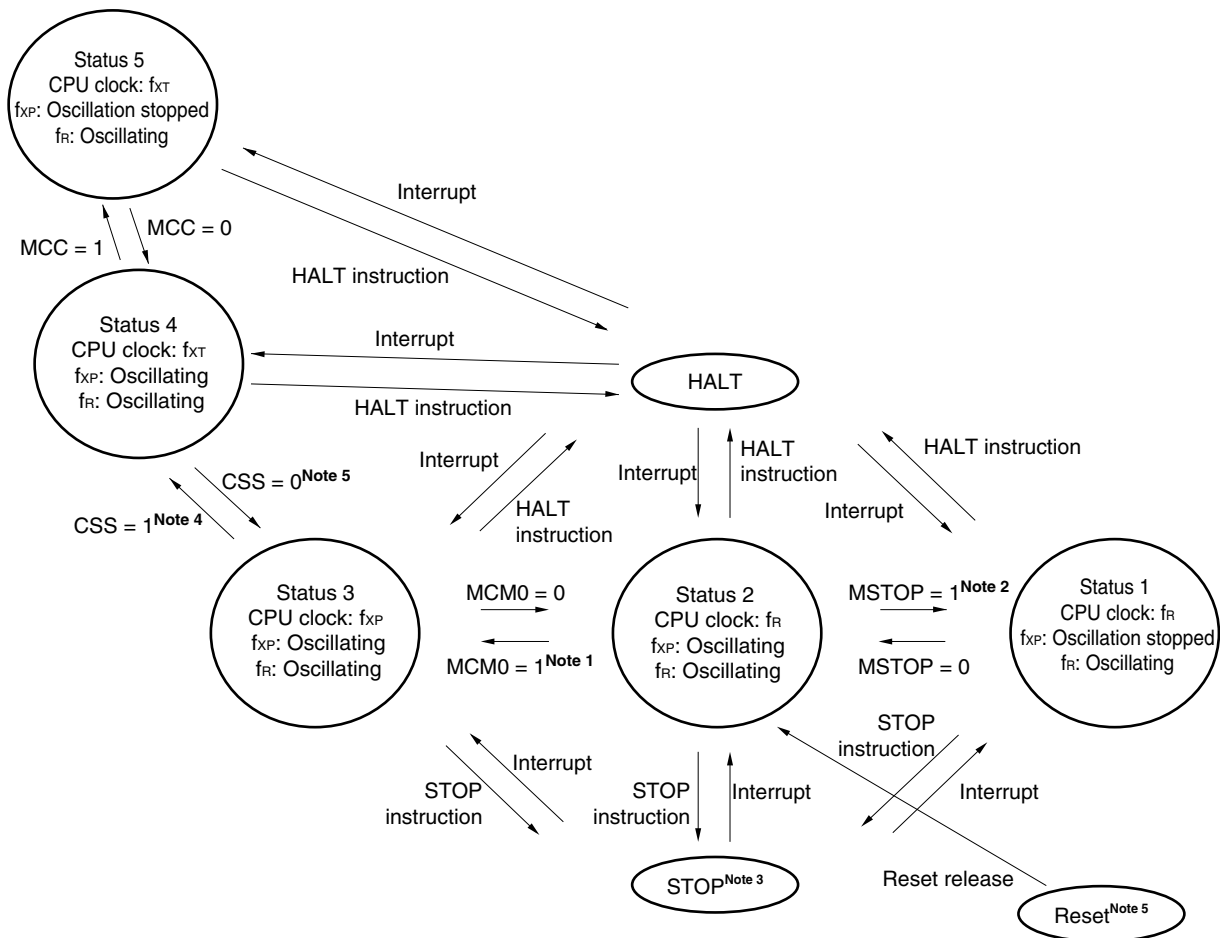 Status 5
CPU clock: fXT
fXP: Oscillation stopped
fR: Oscillating
Interrupt
MCC = 0
MCC = 1
HALT instruction
Status 4
CPU clock: fXT
fXP: Oscillating
fR: Oscillating
Interrupt
HALT
HALT instruction
HALT instruction
Interrupt
Interrupt
HALT
instruction
Interrupt
CSS = 0Note 5
CSS = 1Note 4
HALT
instruction
Status 3
CPU clock: fXP
fXP: Oscillating
fR: Oscillating
MCM0 = 0
MCM0 = 1Note 1
Status 2
CPU clock: fR
fXP: Oscillating
fR: Oscillating
MSTOP = 1Note 2
MSTOP = 0
Status 1
CPU clock: fR
fXP: Oscillation stopped
fR: Oscillating
STOP
instruction
Interrupt
STOP
instruction
Interrupt
STOP
instruction
Interrupt
STOPNote 3
Reset release
ResetNote 5